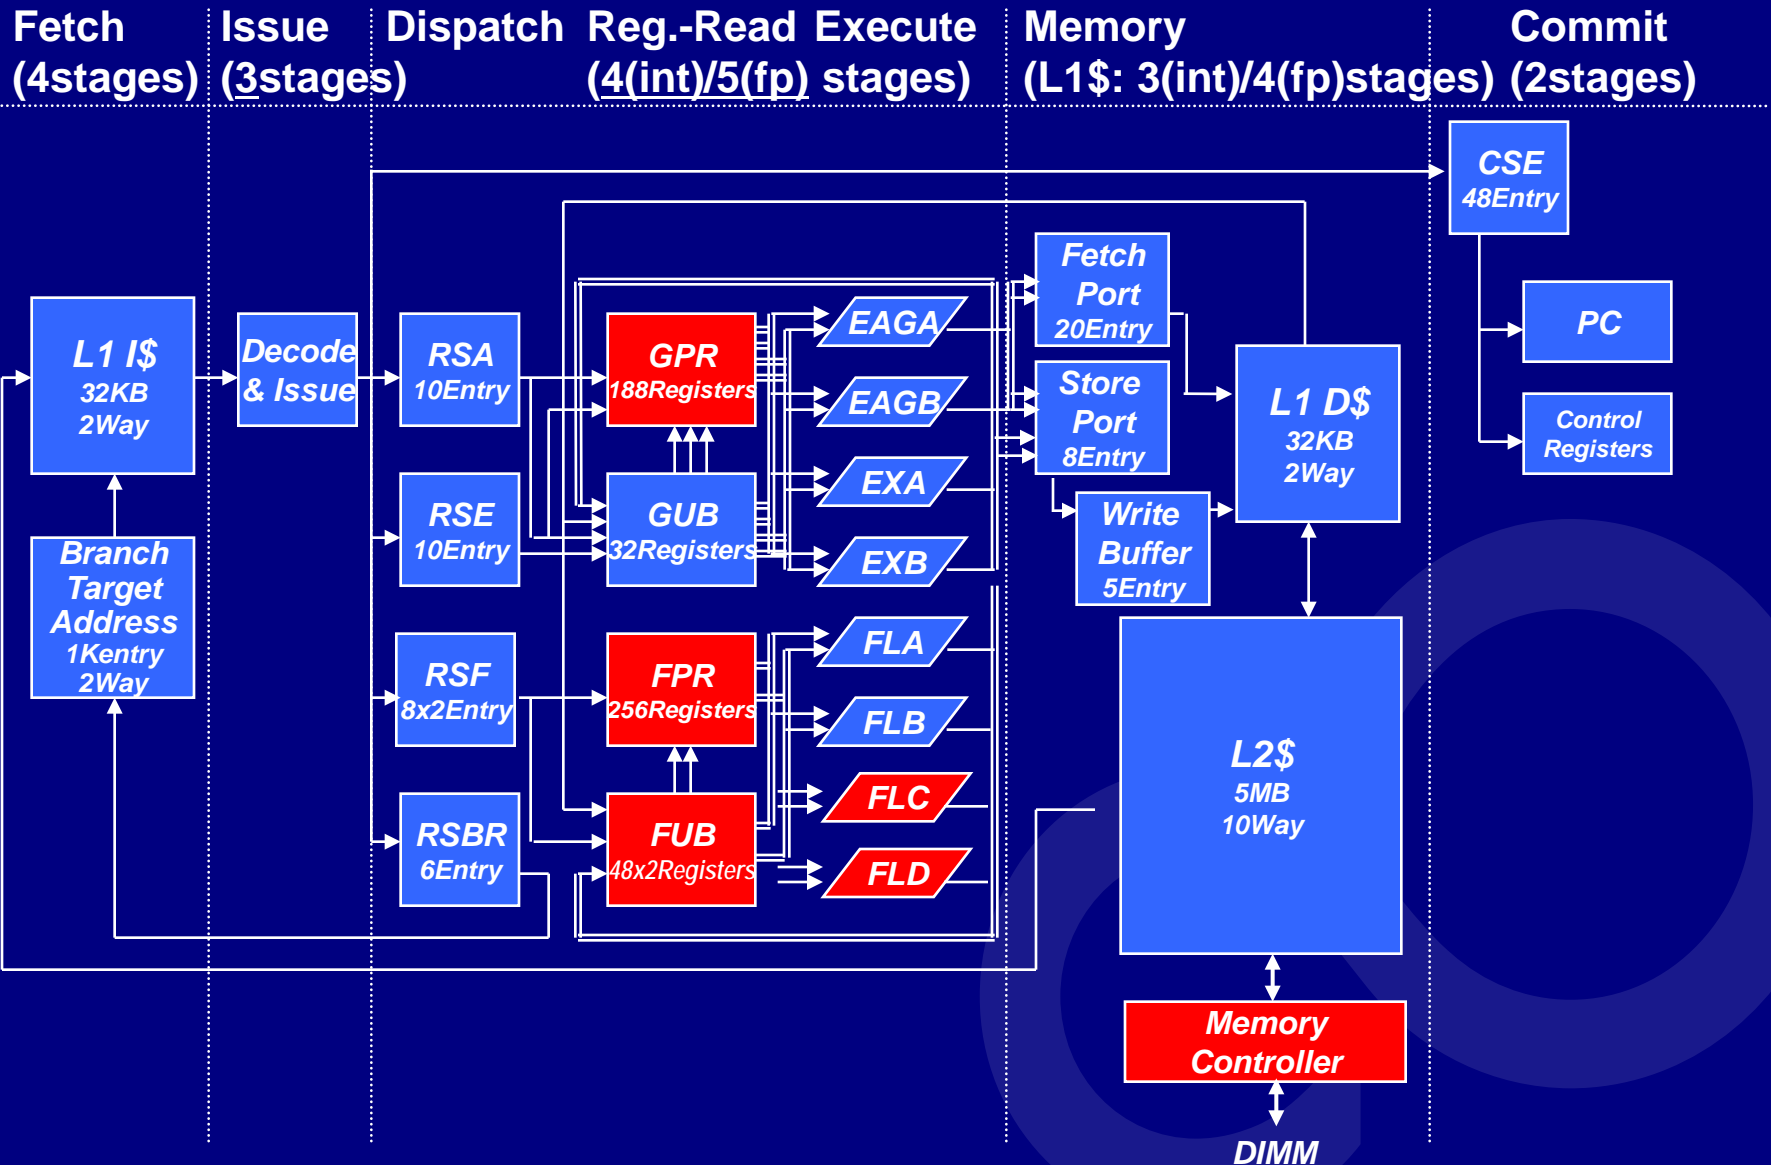 Fetch
(4stages)
Issue
(3stages)
Dispatch
Reg.-Read
Execute
(4(int)/5(fp) stages)
Memory
(L1$: 3(int)/4(fp)stages)
Commit
(2stages)
L1 I$
32KB
2Way
Branch
Target
Address
1Kentry
2Way
Decode
& Issue
RSA
10Entry
RSE
10Entry
RSF
8x2Entry
RSBR
6Entry
GPR
188Registers
GUB
32Registers
FPR
256Registers
FUB
48x2Registers
EAGA
EAGB
EXA
EXB
FLA
FLB
FLC
FLD
Fetch
Port
20Entry
Store
Port
8Entry
Write
Buffer
5Entry
L1 D$
32KB
2Way
L2$
5MB
10Way
Memory
Controller
DIMM
CSE
48Entry
PC
Control
Registers